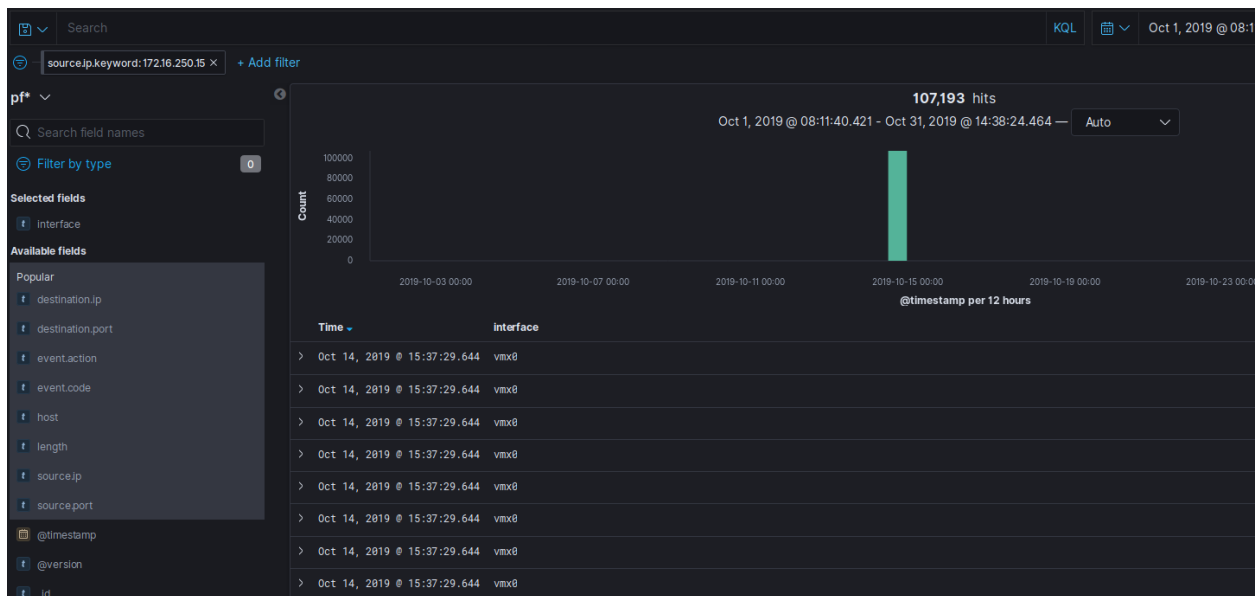 Search
KQL
Oct 1, 2019 @ 08:1
source.ip.keyword: 172.16.250.15 ×
+ Add filter
pf*
Search field names
Filter by type
0
Selected fields
t interface
Available fields
Popular
t destination.ip
t destination.port
t event.action
t event.code
t host
t length
t source.ip
t source.port
@timestamp
t @version
t _id
107,193 hits
Oct 1, 2019 @ 08:11:40.421 - Oct 31, 2019 @ 14:38:24.464 —
Auto
Count
100000
80000
60000
40000
20000
0
2019-10-03 00:00
2019-10-07 00:00
2019-10-11 00:00
2019-10-15 00:00
2019-10-19 00:00
2019-10-23 00:0
@timestamp per 12 hours
Time interface
> Oct 14, 2019 @ 15:37:29.644 vmx0
> Oct 14, 2019 @ 15:37:29.644 vmx0
> Oct 14, 2019 @ 15:37:29.644 vmx0
> Oct 14, 2019 @ 15:37:29.644 vmx0
> Oct 14, 2019 @ 15:37:29.644 vmx0
> Oct 14, 2019 @ 15:37:29.644 vmx0
> Oct 14, 2019 @ 15:37:29.644 vmx0
> Oct 14, 2019 @ 15:37:29.644 vmx0